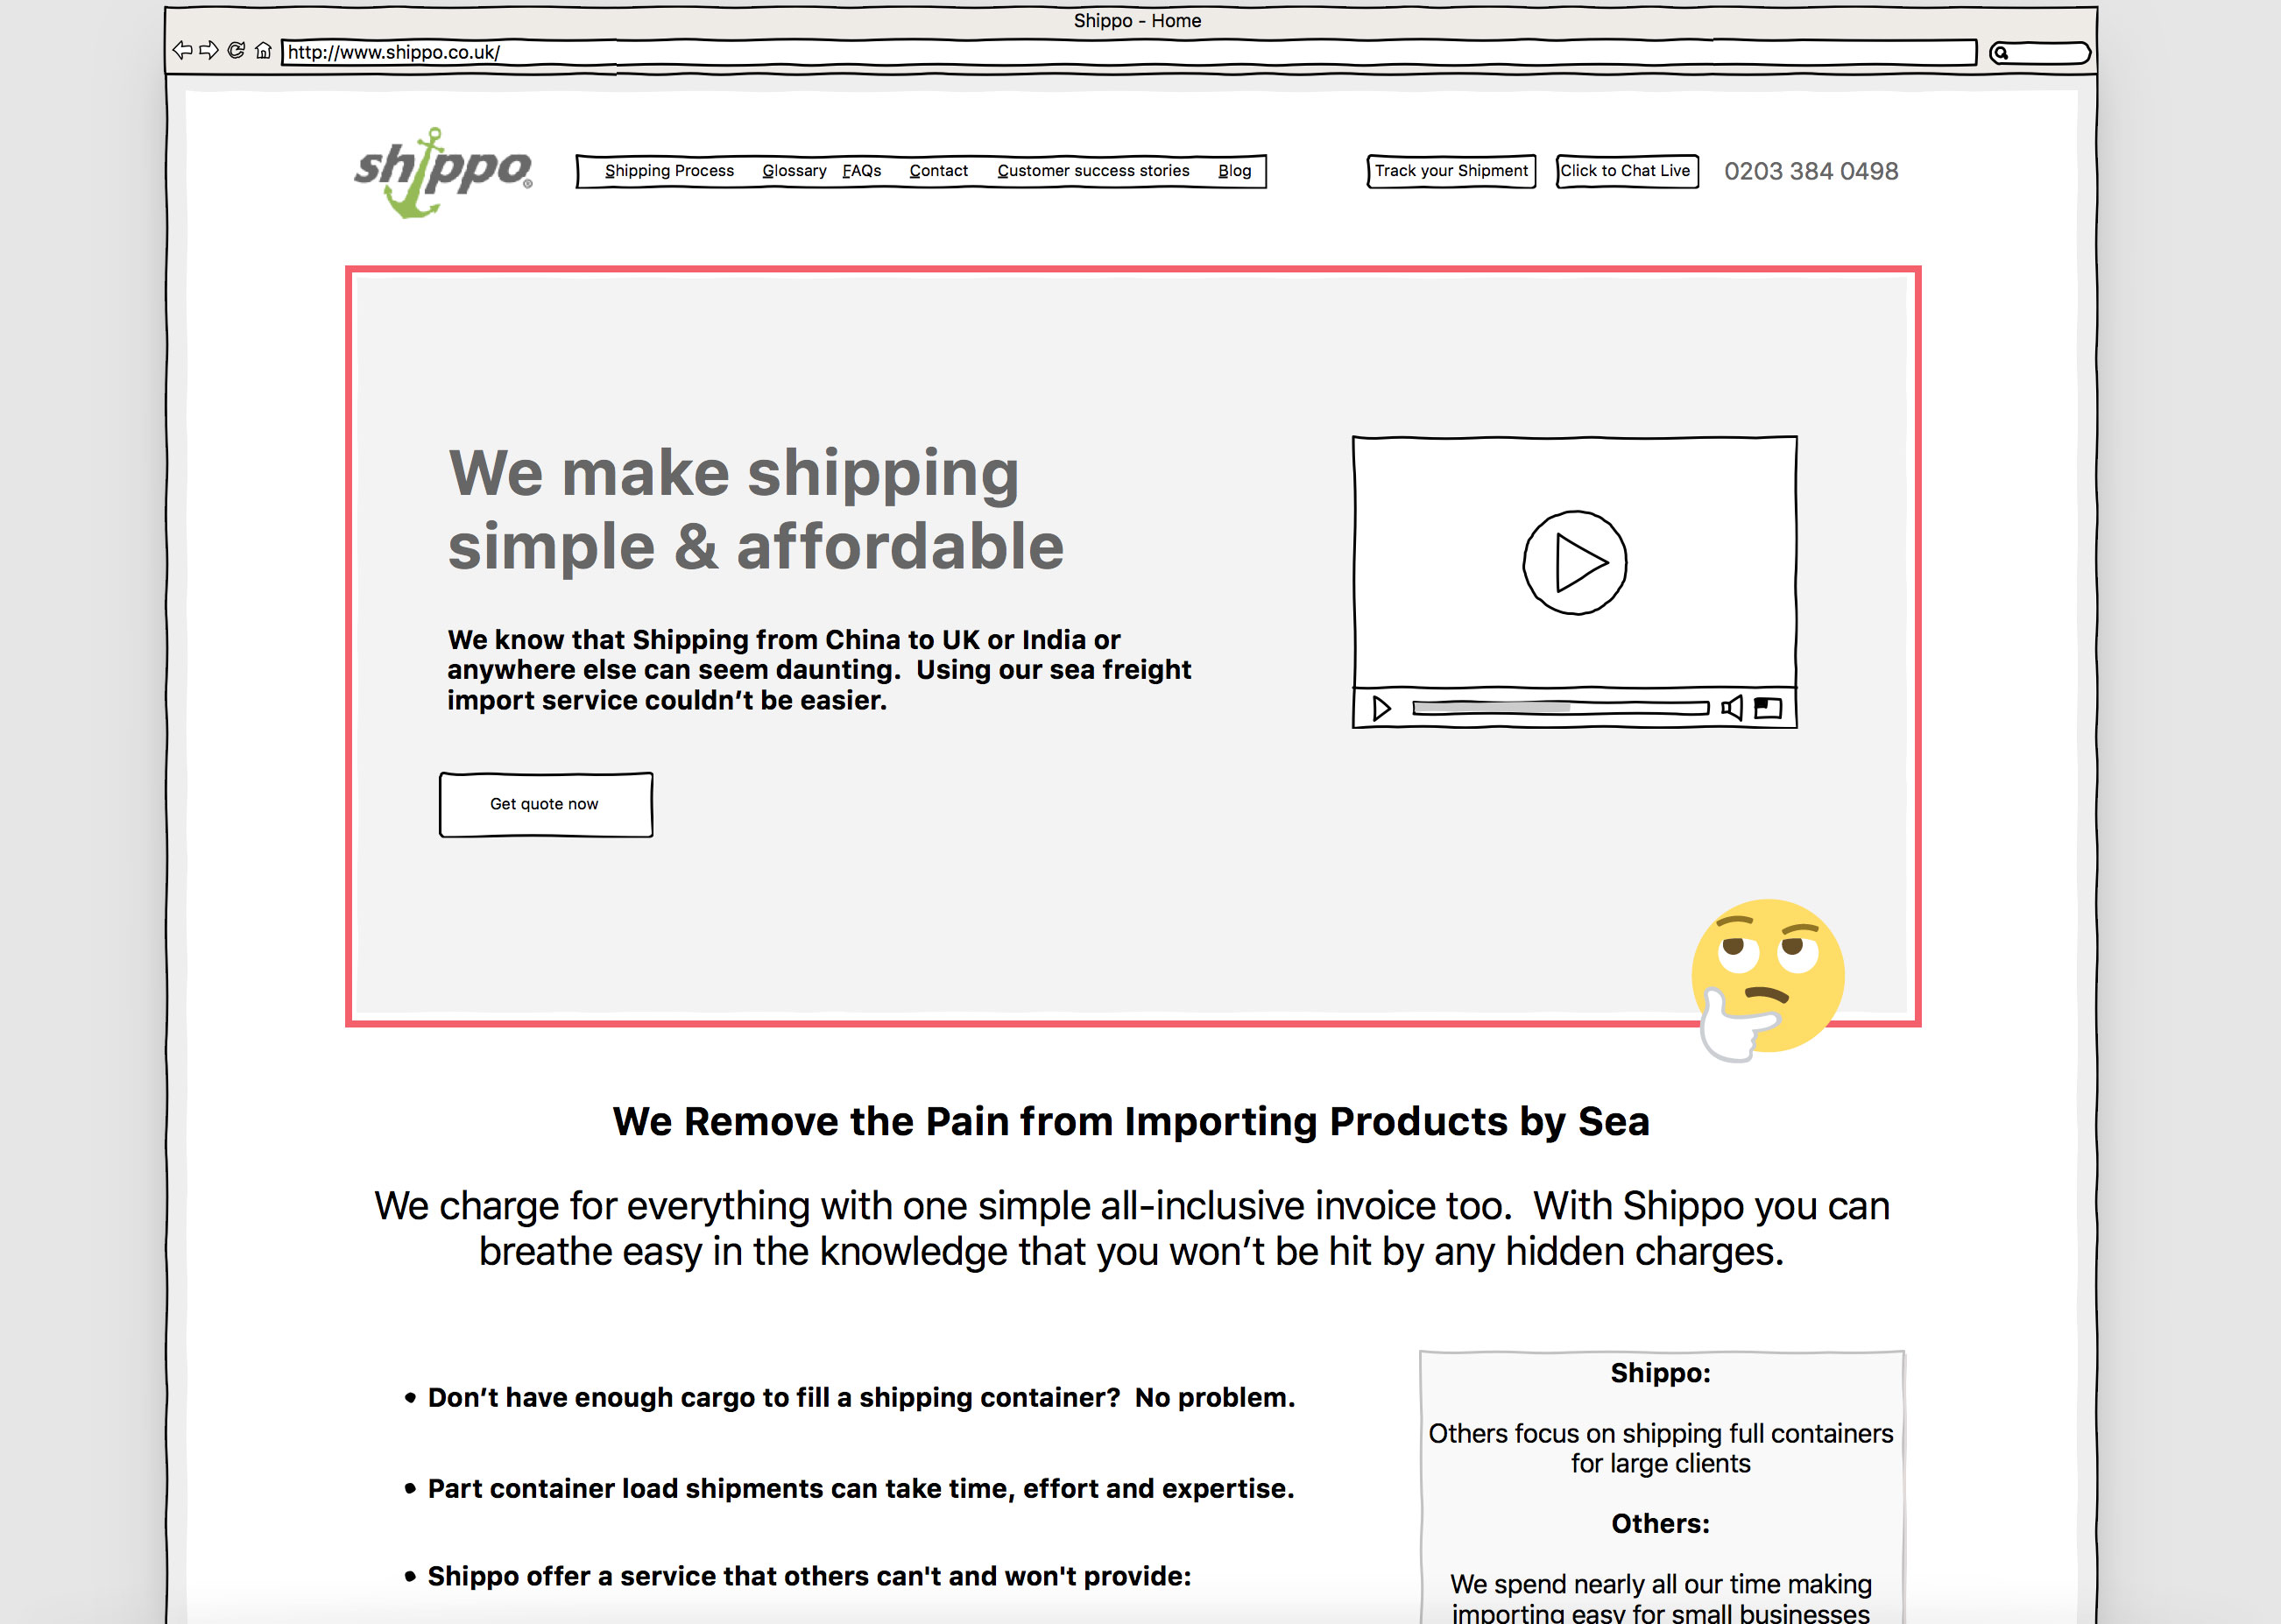 Shippo - Home
http://www.shippo.co.uk/
shippo®
Shipping Process Glossary FAQs Contact Customer success stories Blog
Track your Shipment
Click to Chat Live
0203 384 0498
We make shipping
simple & affordable
We know that Shipping from China to UK or India or
anywhere else can seem daunting.  Using our sea freight
import service couldn’t be easier.
Get quote now
We Remove the Pain from Importing Products by Sea
We charge for everything with one simple all-inclusive invoice too.  With Shippo you can
breathe easy in the knowledge that you won’t be hit by any hidden charges.
• Don’t have enough cargo to fill a shipping container?  No problem.
• Part container load shipments can take time, effort and expertise.
• Shippo offer a service that others can't and won't provide:
Shippo:
Others focus on shipping full containers
for large clients
Others:
We spend nearly all our time making
importing easy for small businesses